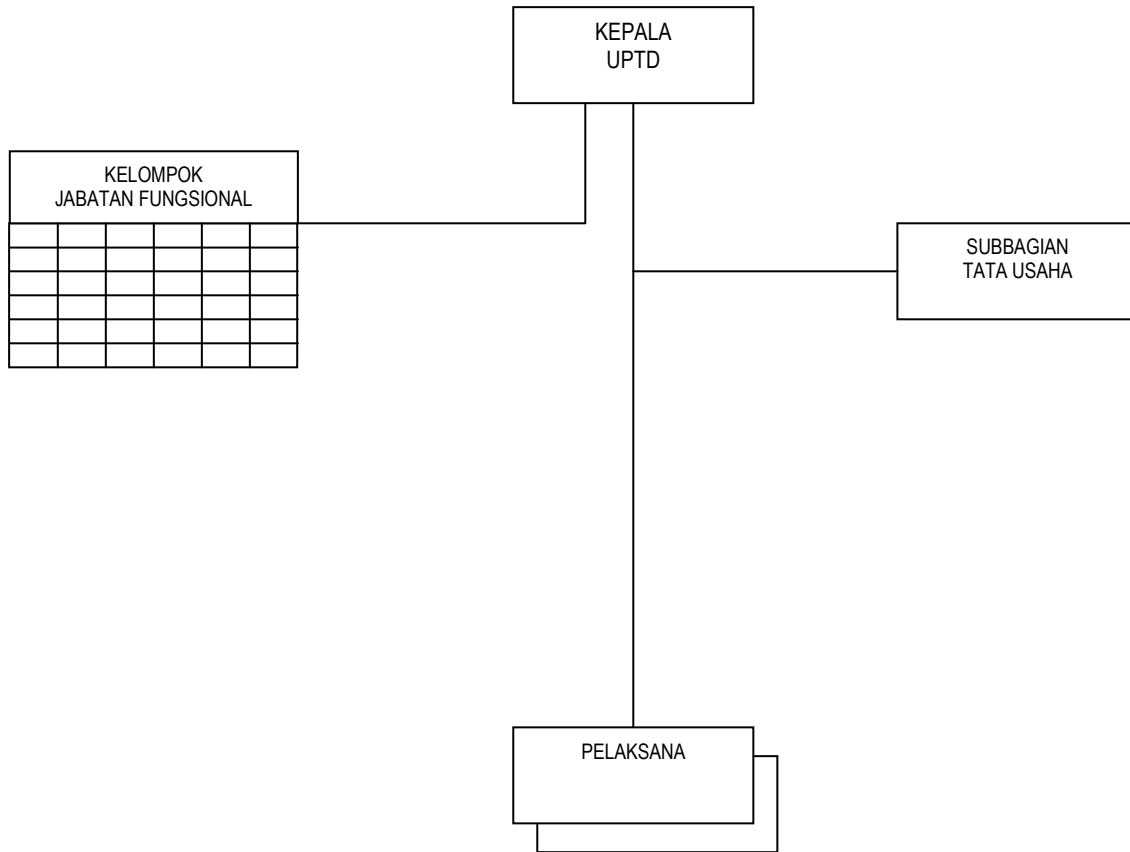 KEPALA
UPTD
KELOMPOK
JABATAN FUNGSIONAL
SUBBAGIAN
TATA USAHA
PELAKSANA